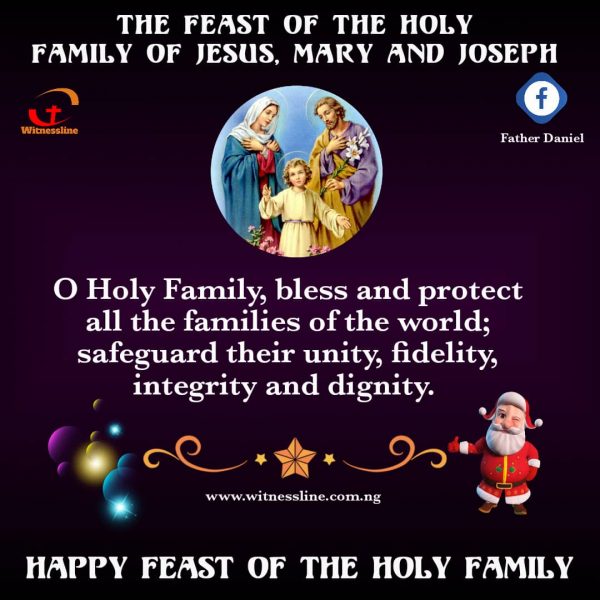 THE FEAST OF THE HOLY
FAMILY OF JESUS, MARY AND JOSEPH
Witnessline
f
Father Daniel
O Holy Family, bless and protect
all the families of the world;
safeguard their unity, fidelity,
integrity and dignity.
www.witnessline.com.ng
HAPPY FEAST OF THE HOLY FAMILY